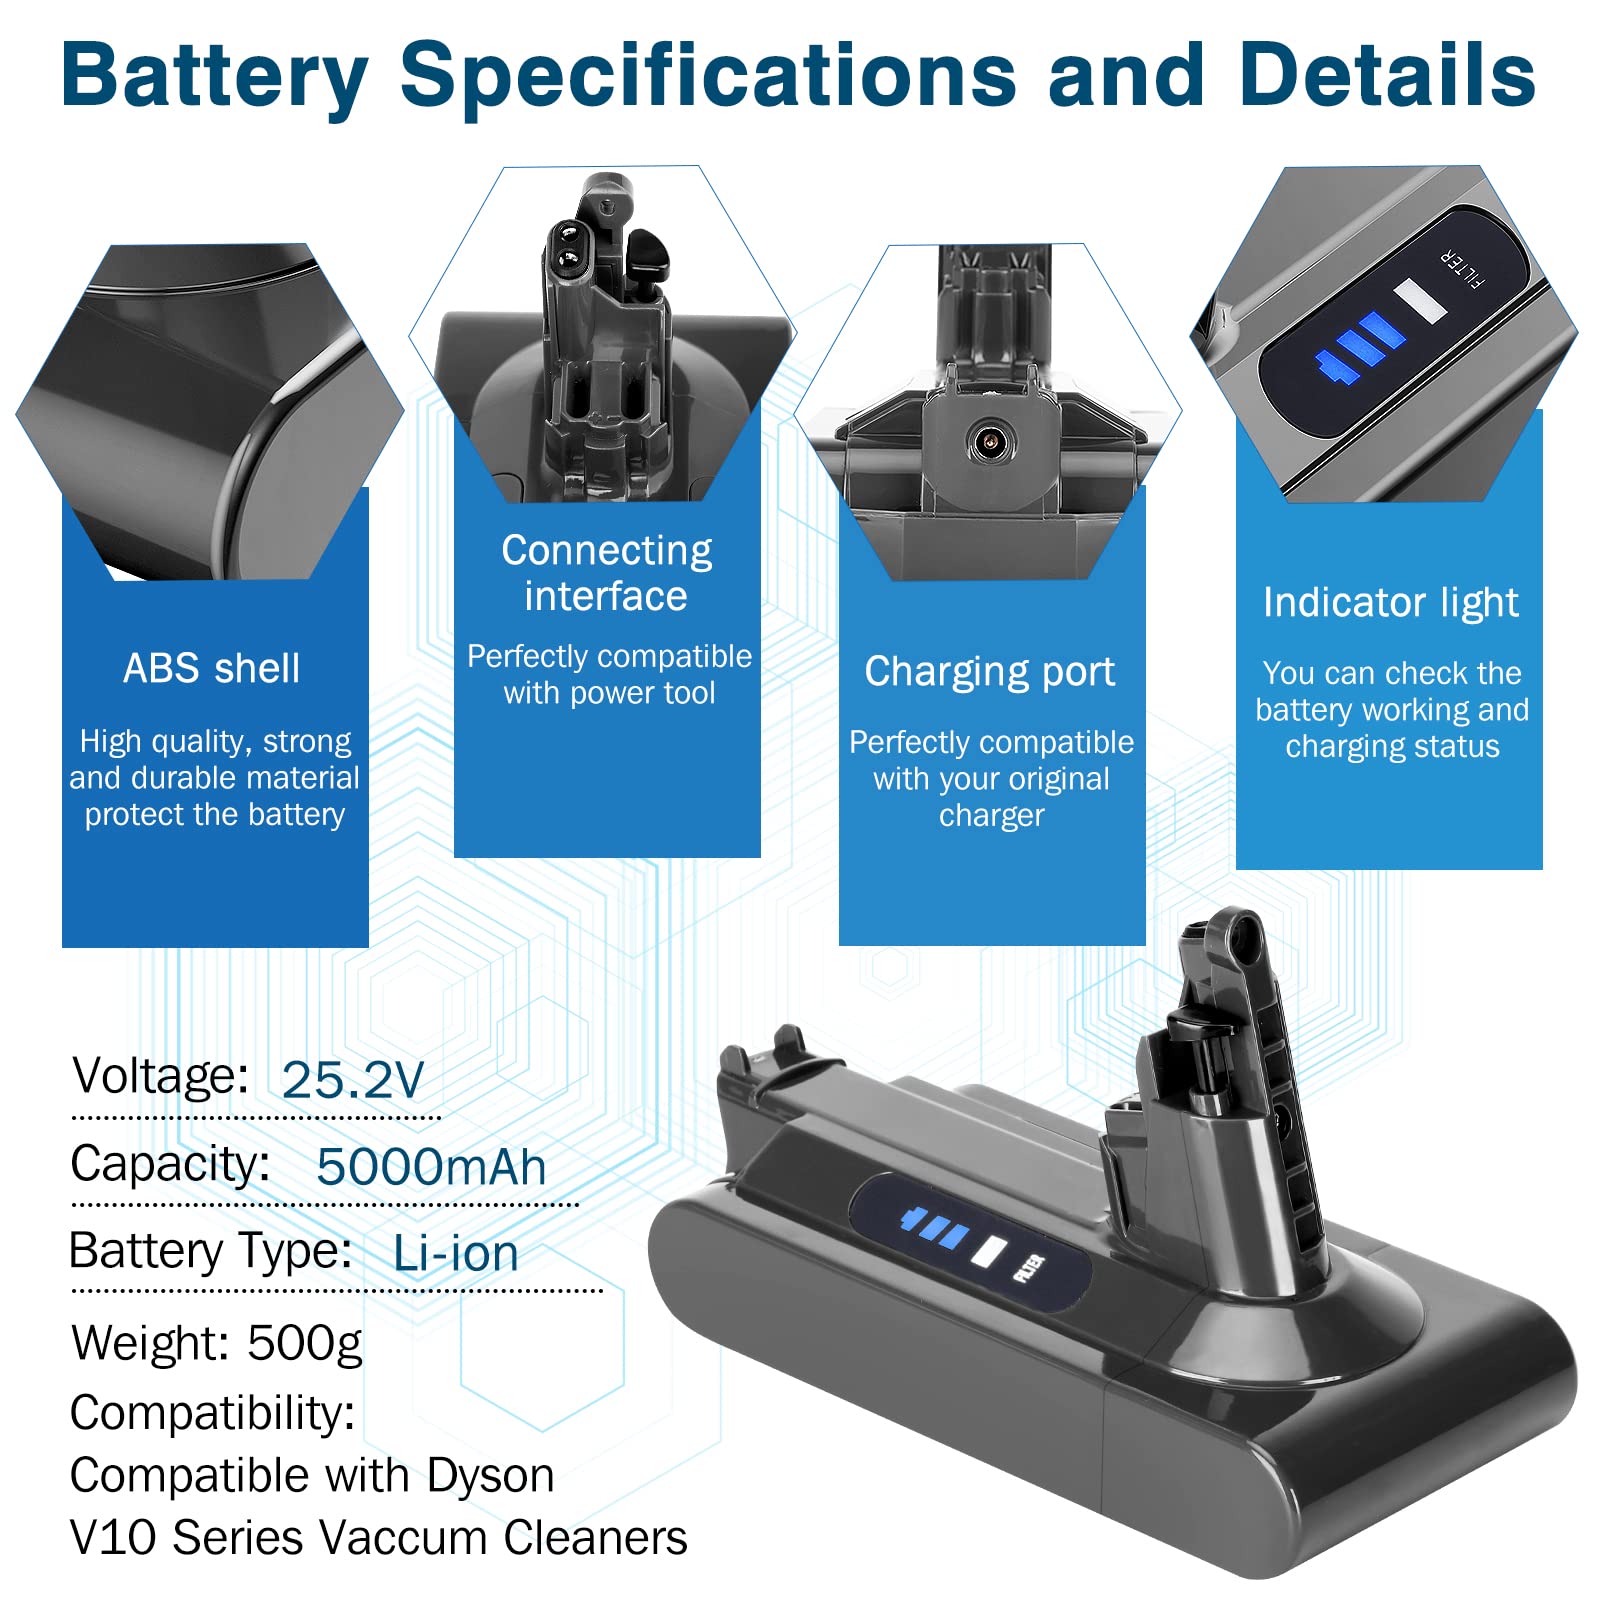 Battery Specifications and Details
FILTER
ABS shell
High quality, strong
and durable material
protect the battery
Connecting
interface
Perfectly compatible
with power tool
Charging port
Perfectly compatible
with your original
charger
Indicator light
You can check the
battery working and
charging status
Voltage: 25.2V
Capacity: 5000mAh
Battery Type: Li-ion
Weight: 500g
Compatibility:
Compatible with Dyson
V10 Series Vaccum Cleaners
FILTER